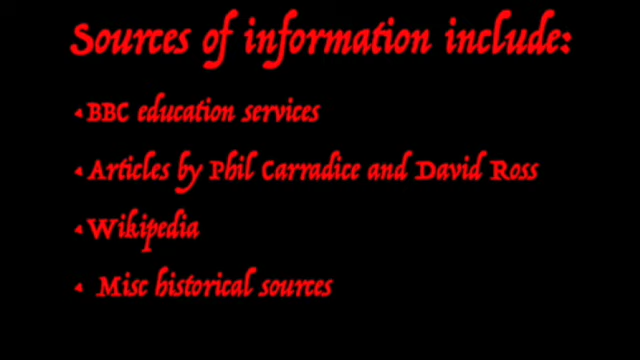 Sources of information include:
• BBC education services
• Articles by Phil Carradice and David Ross
• Wikipedia
• Misc historical sources